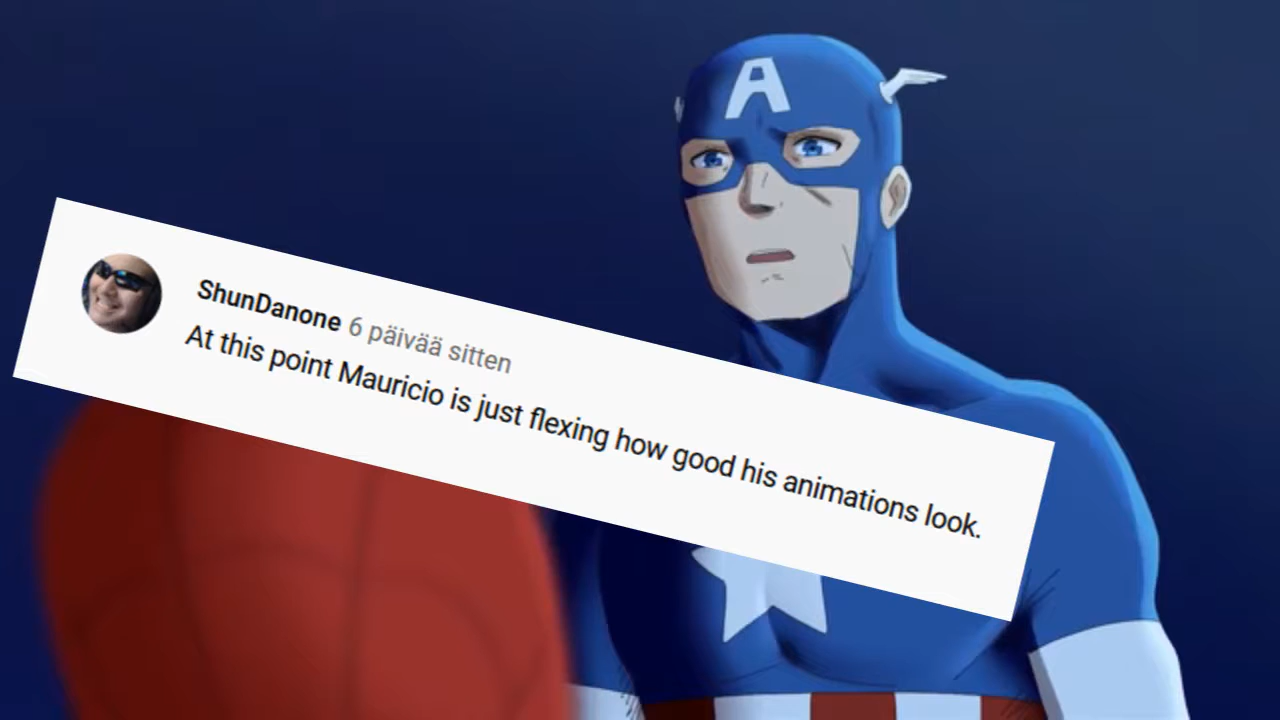 A
ShunDanone 6 päivää sitten
At this point Mauricio is just flexing how good his animations look.